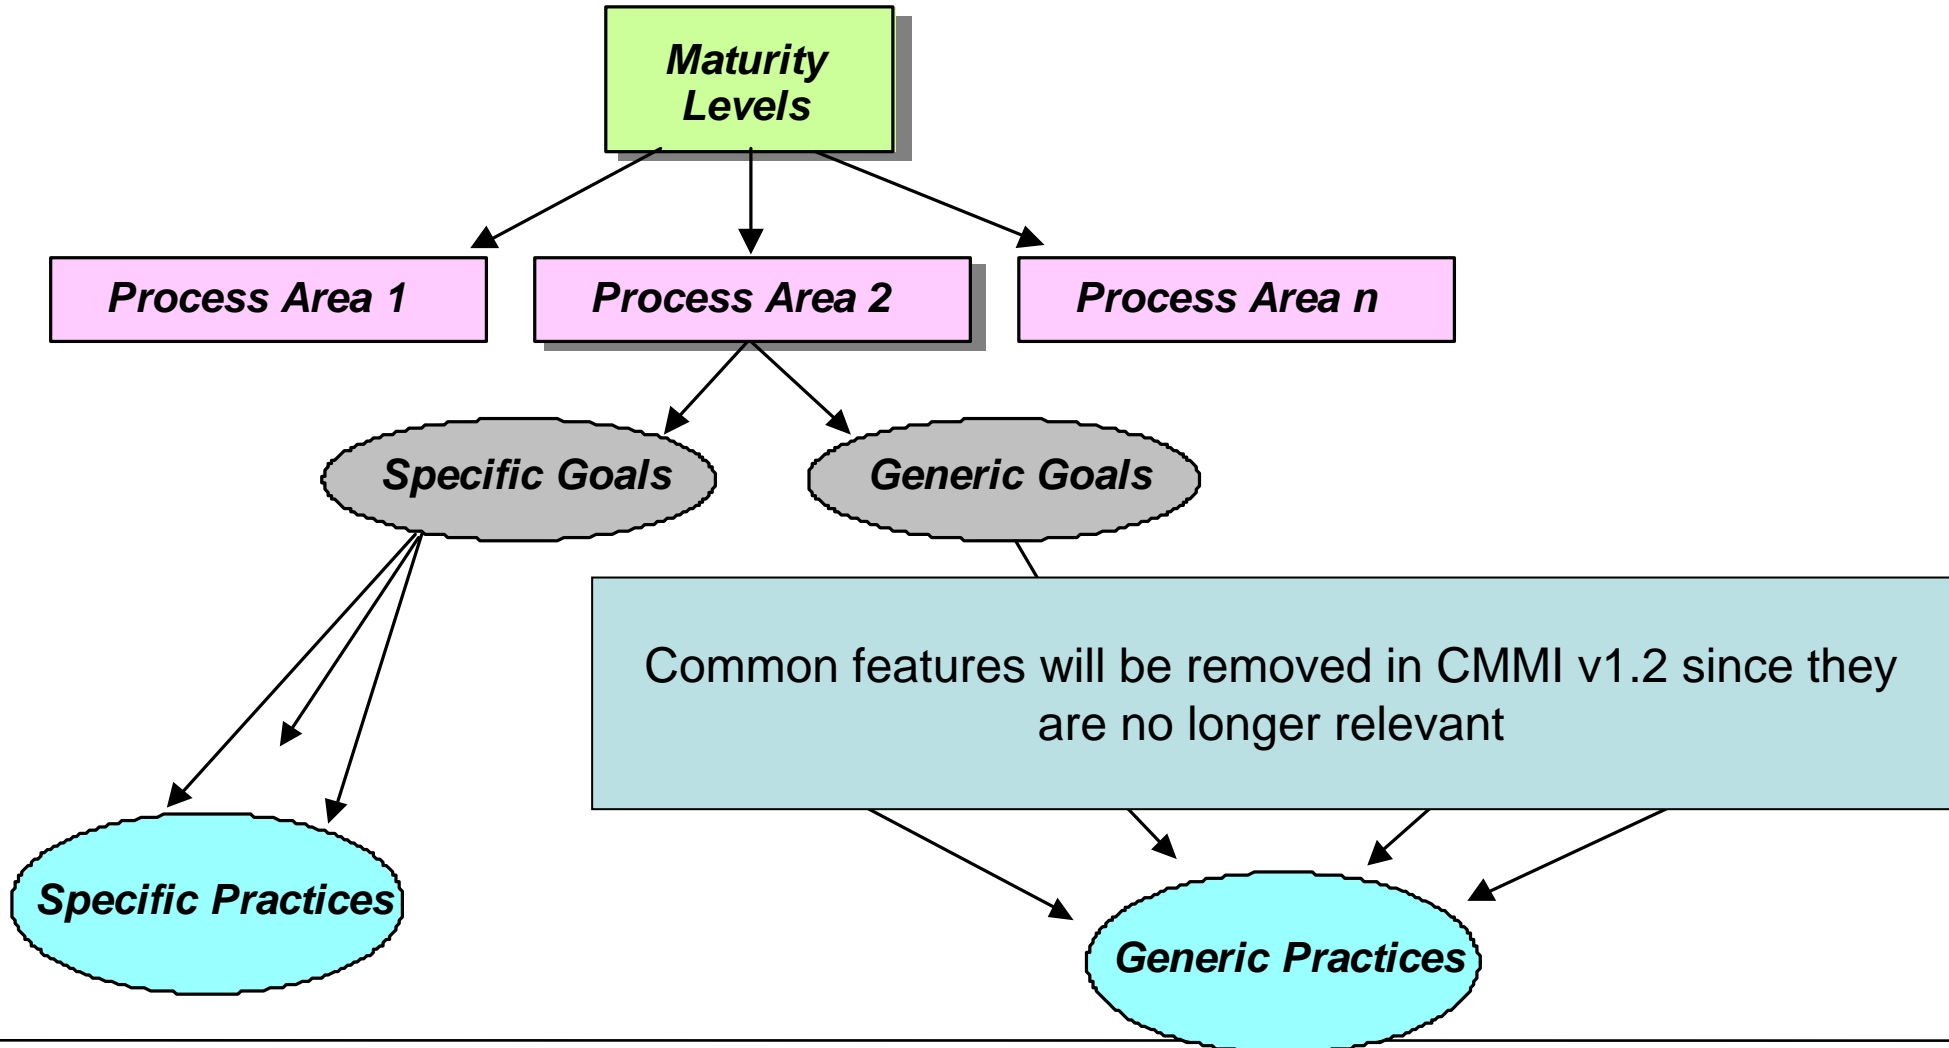 Maturity
Levels
Process Area 1
Process Area 2
Process Area n
Specific Goals
Generic Goals
Common features will be removed in CMMI v1.2 since they
are no longer relevant
Specific Practices
Generic Practices